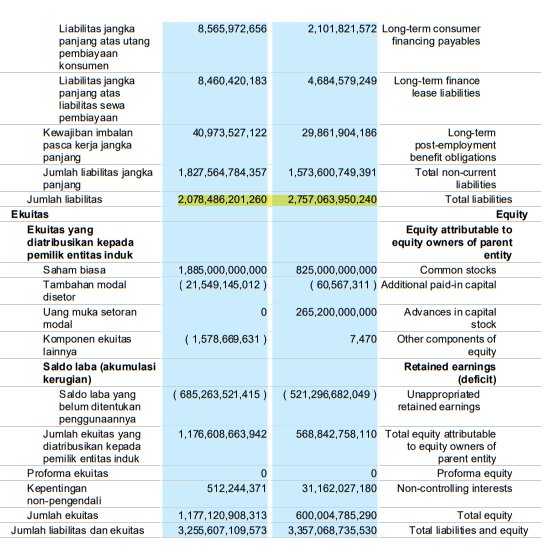 Liabilitas jangka 8,565,972,656 2,101,821,572 Long-term consumer
panjang atas utang financing payables
pembiayaan
konsumen
Liabilitas jangka 8,460,420,183 4,684,579,249 Long-term finance
panjang atas lease liabilities
liabilitas sewa
pembiayaan
Kewajiban imbalan 40,973,527,122 29,861,904,186 Long-term
pasca kerja jangka post-employment
panjang benefit obligations
Jumlah liabilitas jangka 1,827,564,784,357 1,573,600,749,391 Total non-current
panjang liabilities
Jumlah liabilitas 2,078,486,201,260 2,757,063,950,240 Total liabilities
Ekuitas Equity
Ekuitas yang Equity attributable to
diatribusikan kepada equity owners of parent
pemilik entitas induk entity
Saham biasa 1,885,000,000,000 825,000,000,000 Common stocks
Tambahan modal ( 21,549,145,012 ) ( 60,567,311 ) Additional paid-in capital
disetor
Uang muka setoran 0 265,200,000,000 Advances in capital
modal stock
Komponen ekuitas ( 1,578,669,631 ) 7,470 Other components of
lainnya equity
Saldo laba (akumulasi Retained earnings
kerugian) (deficit)
Saldo laba yang ( 685,263,521,415 ) ( 521,296,682,049 ) Unappropriated
belum ditentukan retained earnings
penggunaannya
Jumlah ekuitas yang 1,176,608,663,942 568,842,758,110 Total equity attributable
diatribusikan kepada to equity owners of
pemilik entitas induk parent entity
Proforma ekuitas 0 0 Proforma equity
Kepentingan 512,244,371 31,162,027,180 Non-controlling interests
non-pengendali
Jumlah ekuitas 1,177,120,908,313 600,004,785,290 Total equity
Jumlah liabilitas dan ekuitas 3,255,607,109,573 3,357,068,735,530 Total liabilities and equity